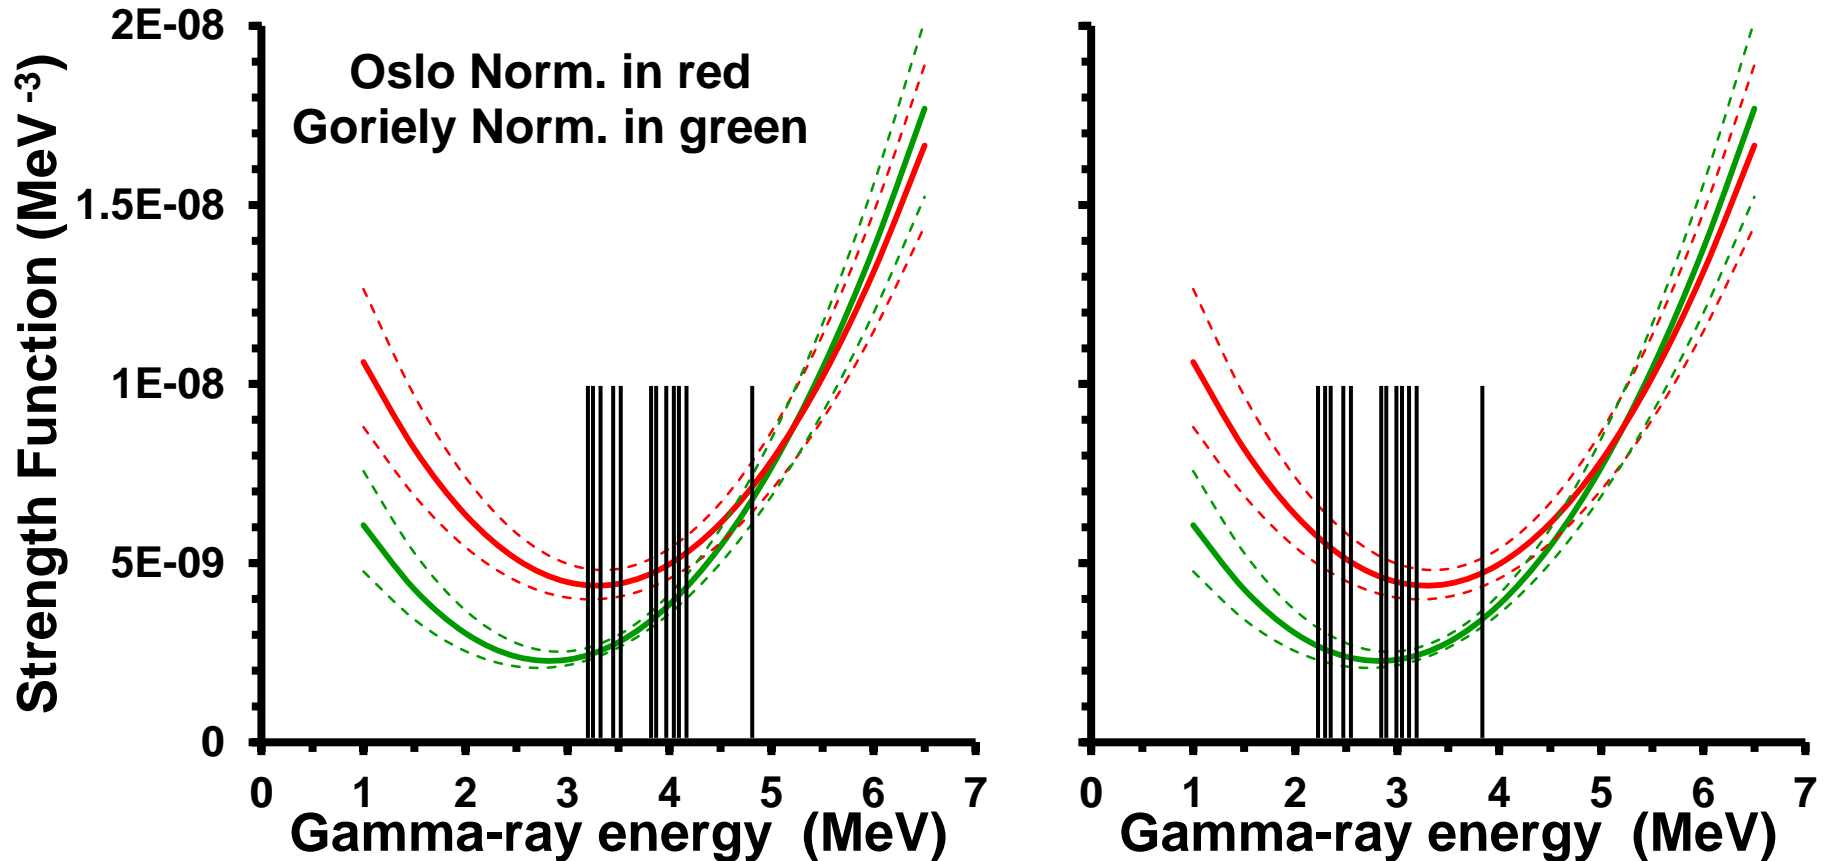 Strength Function (MeV -3)
2E-08
1.5E-08
1E-08
5E-09
0
Oslo Norm. in red
Goriely Norm. in green
0 1 2 3 4 5 6 7
Gamma-ray energy (MeV)
0 1 2 3 4 5 6 7
Gamma-ray energy (MeV)